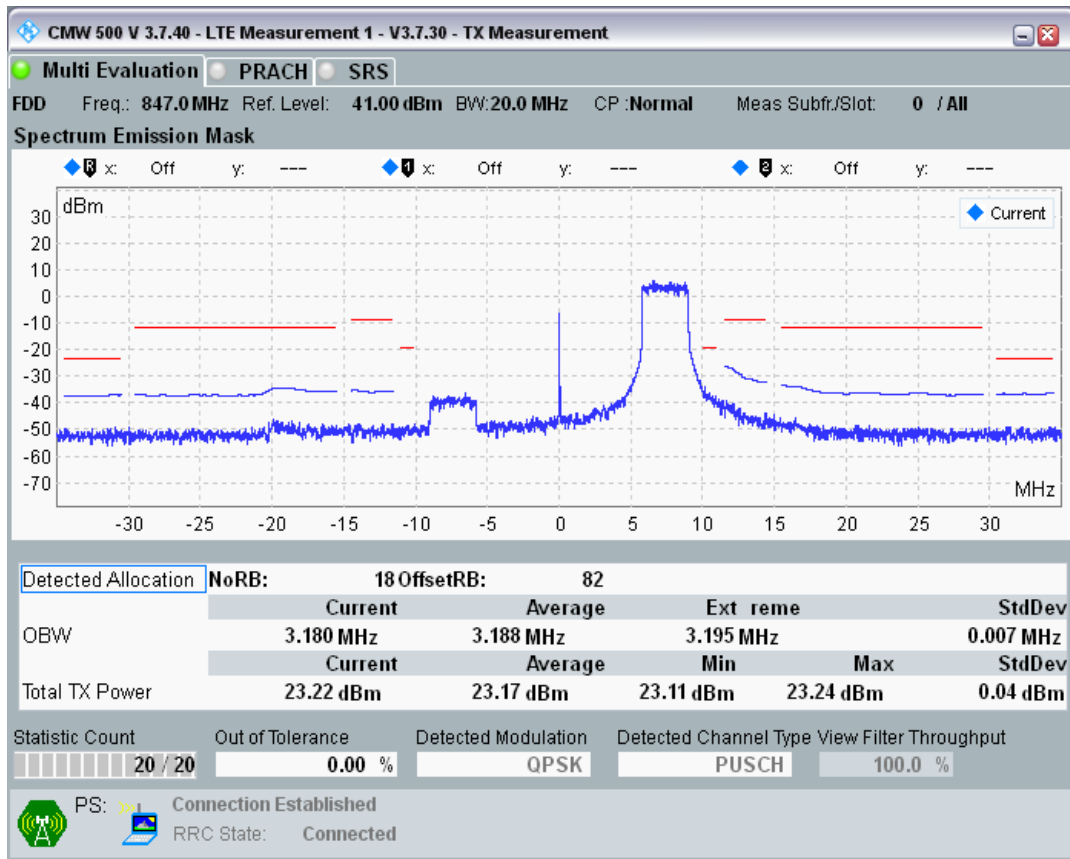 CMW 500 V 3.7.40 - LTE Measurement 1 - V3.7.30 - TX Measurement
Multi Evaluation PRACH SRS
FDD Freq.: 847.0 MHz Ref. Level: 41.00 dBm BW:20.0 MHz CP :Normal Meas Subfr./Slot: 0 / All
Spectrum Emission Mask
R x: Off y: --- 1 x: Off y: --- 2 x: Off y: ---
dBm
Current
30
20
10
0
-10
-20
-30
-40
-50
-60
-70
MHz
-30 -25 -20 -15 -10 -5 0 5 10 15 20 25 30
Detected Allocation NoRB: 18 OffsetRB: 82
Current Average Ext reme StdDev
OBW 3.180 MHz 3.188 MHz 3.195 MHz 0.007 MHz
Current Average Min Max StdDev
Total TX Power 23.22 dBm 23.17 dBm 23.11 dBm 23.24 dBm 0.04 dBm
Statistic Count Out of Tolerance Detected Modulation Detected Channel Type View Filter Throughput
20 / 20 0.00 % QPSK PUSCH 100.0 %
PS: Connection Established
RRC State: Connected